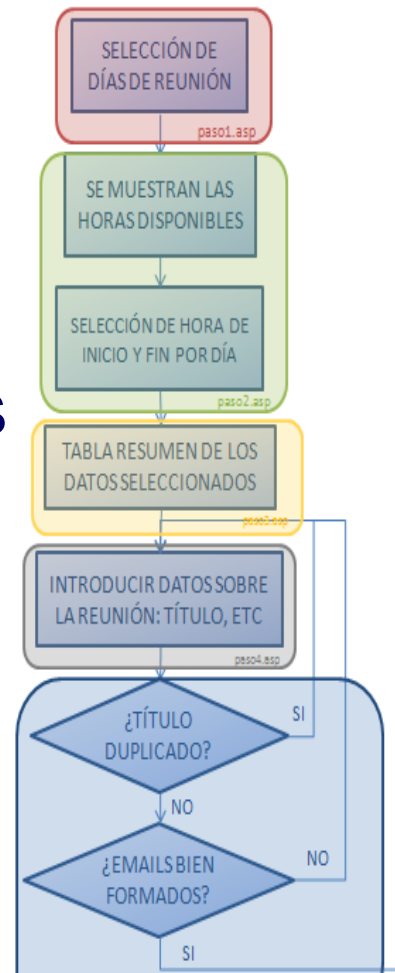 SELECCIÓN DE
DÍAS DE REUNIÓN
paso1.asp
SE MUESTRAN LAS
HORAS DISPONIBLES
SELECCIÓN DE HORA DE
INICIO Y FIN POR DÍA
paso2.asp
s
TABLA RESUMEN DE LOS
DATOS SELECCIONADOS
paso3.asp
INTRODUCIR DATOS SOBRE
LA REUNIÓN: TÍTULO, ETC
paso4.asp
¿TÍTULO
DUPLICADO?
SI
NO
¿EMAILS BIEN
FORMADOS?
NO
SI